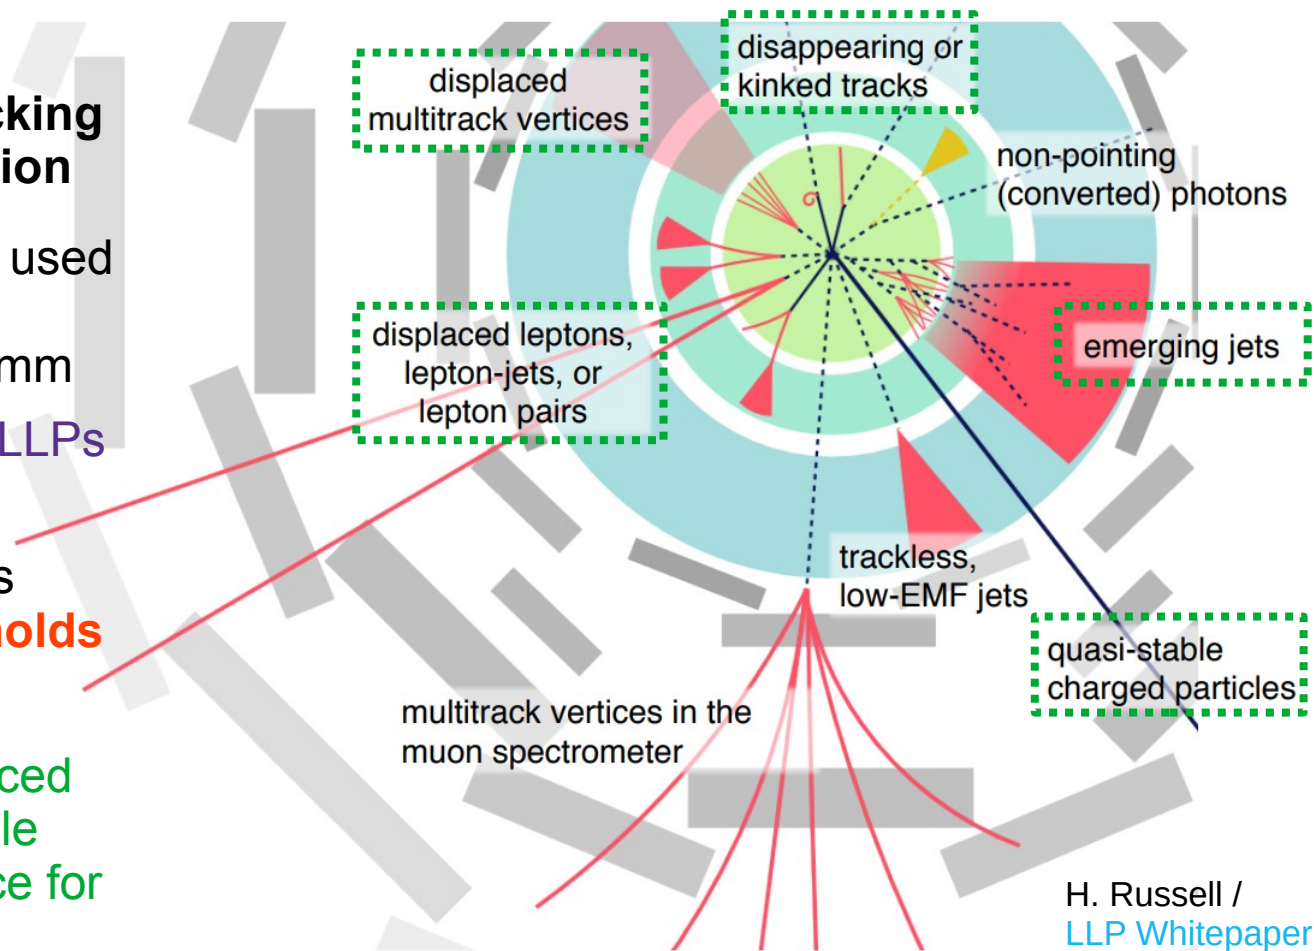 cking
ion
used
mm
LLPs
s
nolds
ced
le
ce for
displaced
multitrack vertices
disappearing or
kinked tracks
non-pointing
(converted) photons
displaced leptons,
lepton-jets, or
lepton pairs
emerging jets
trackless,
low-EMF jets
quasi-stable
charged particles
multitrack vertices in the
muon spectrometer
H. Russell /
LLP Whitepaper